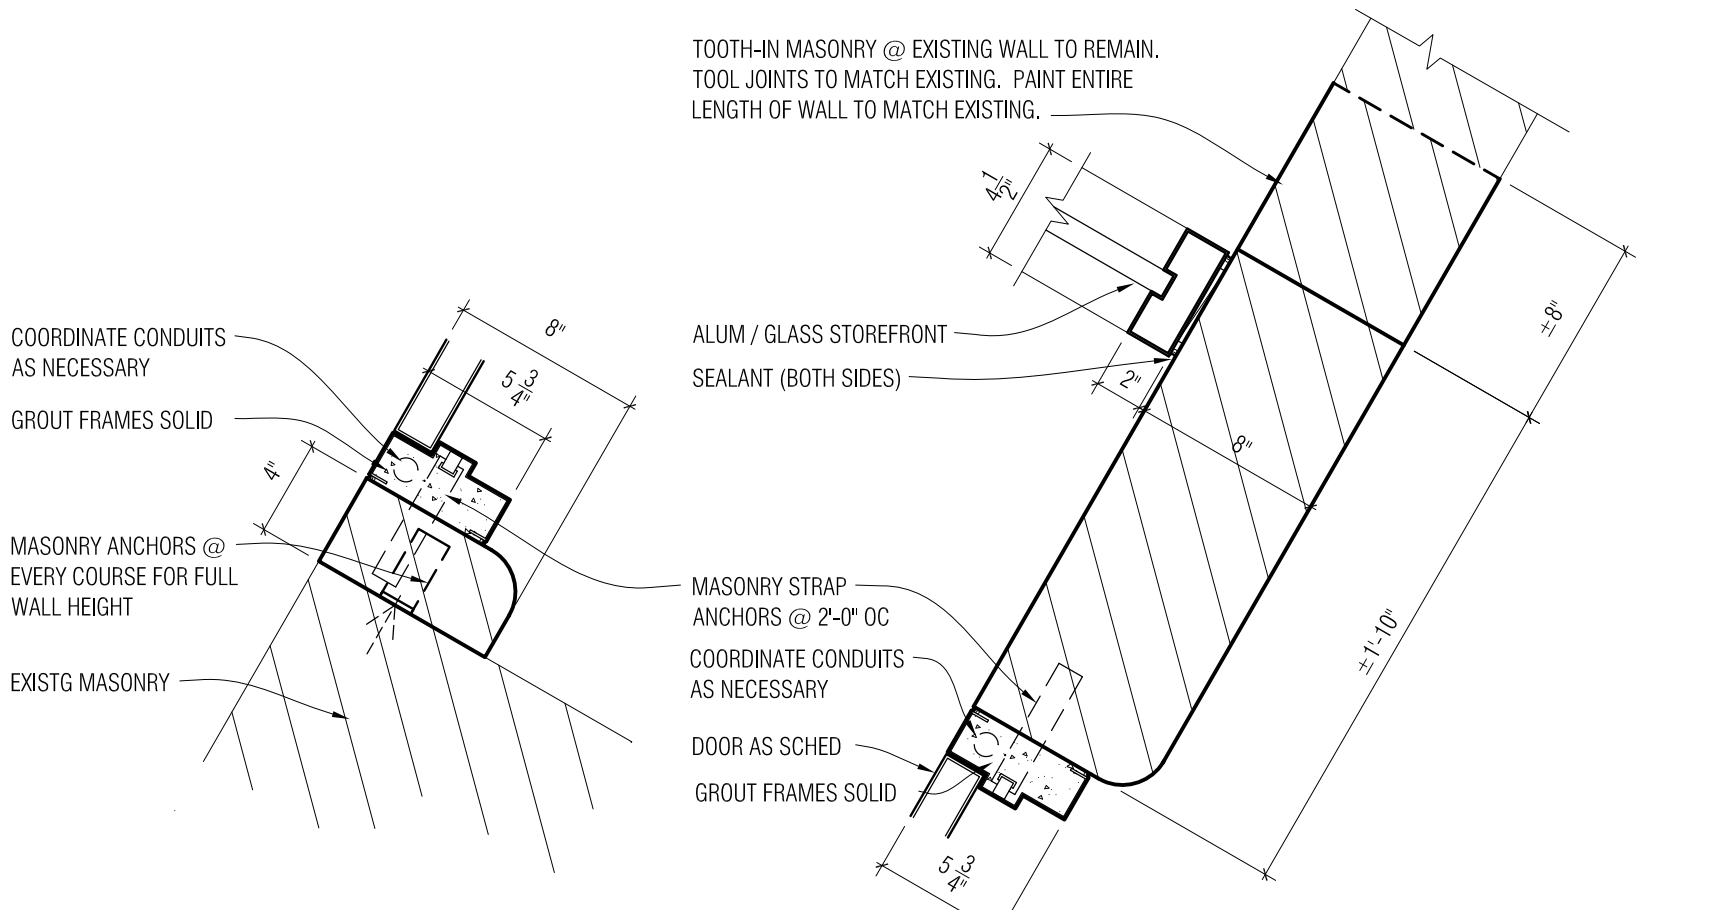 TOOTH-IN MASONRY @ EXISTING WALL TO REMAIN.
TOOL JOINTS TO MATCH EXISTING. PAINT ENTIRE
LENGTH OF WALL TO MATCH EXISTING.
4 1/2"
ALUM / GLASS STOREFRONT
SEALANT (BOTH SIDES)
2"
8"
±8"
±1'-10"
COORDINATE CONDUITS
AS NECESSARY
GROUT FRAMES SOLID
8"
5 3/4"
4"
MASONRY ANCHORS @
EVERY COURSE FOR FULL
WALL HEIGHT
EXISTG MASONRY
MASONRY STRAP
ANCHORS @ 2'-0" OC
COORDINATE CONDUITS
AS NECESSARY
DOOR AS SCHED
GROUT FRAMES SOLID
5 3/4"